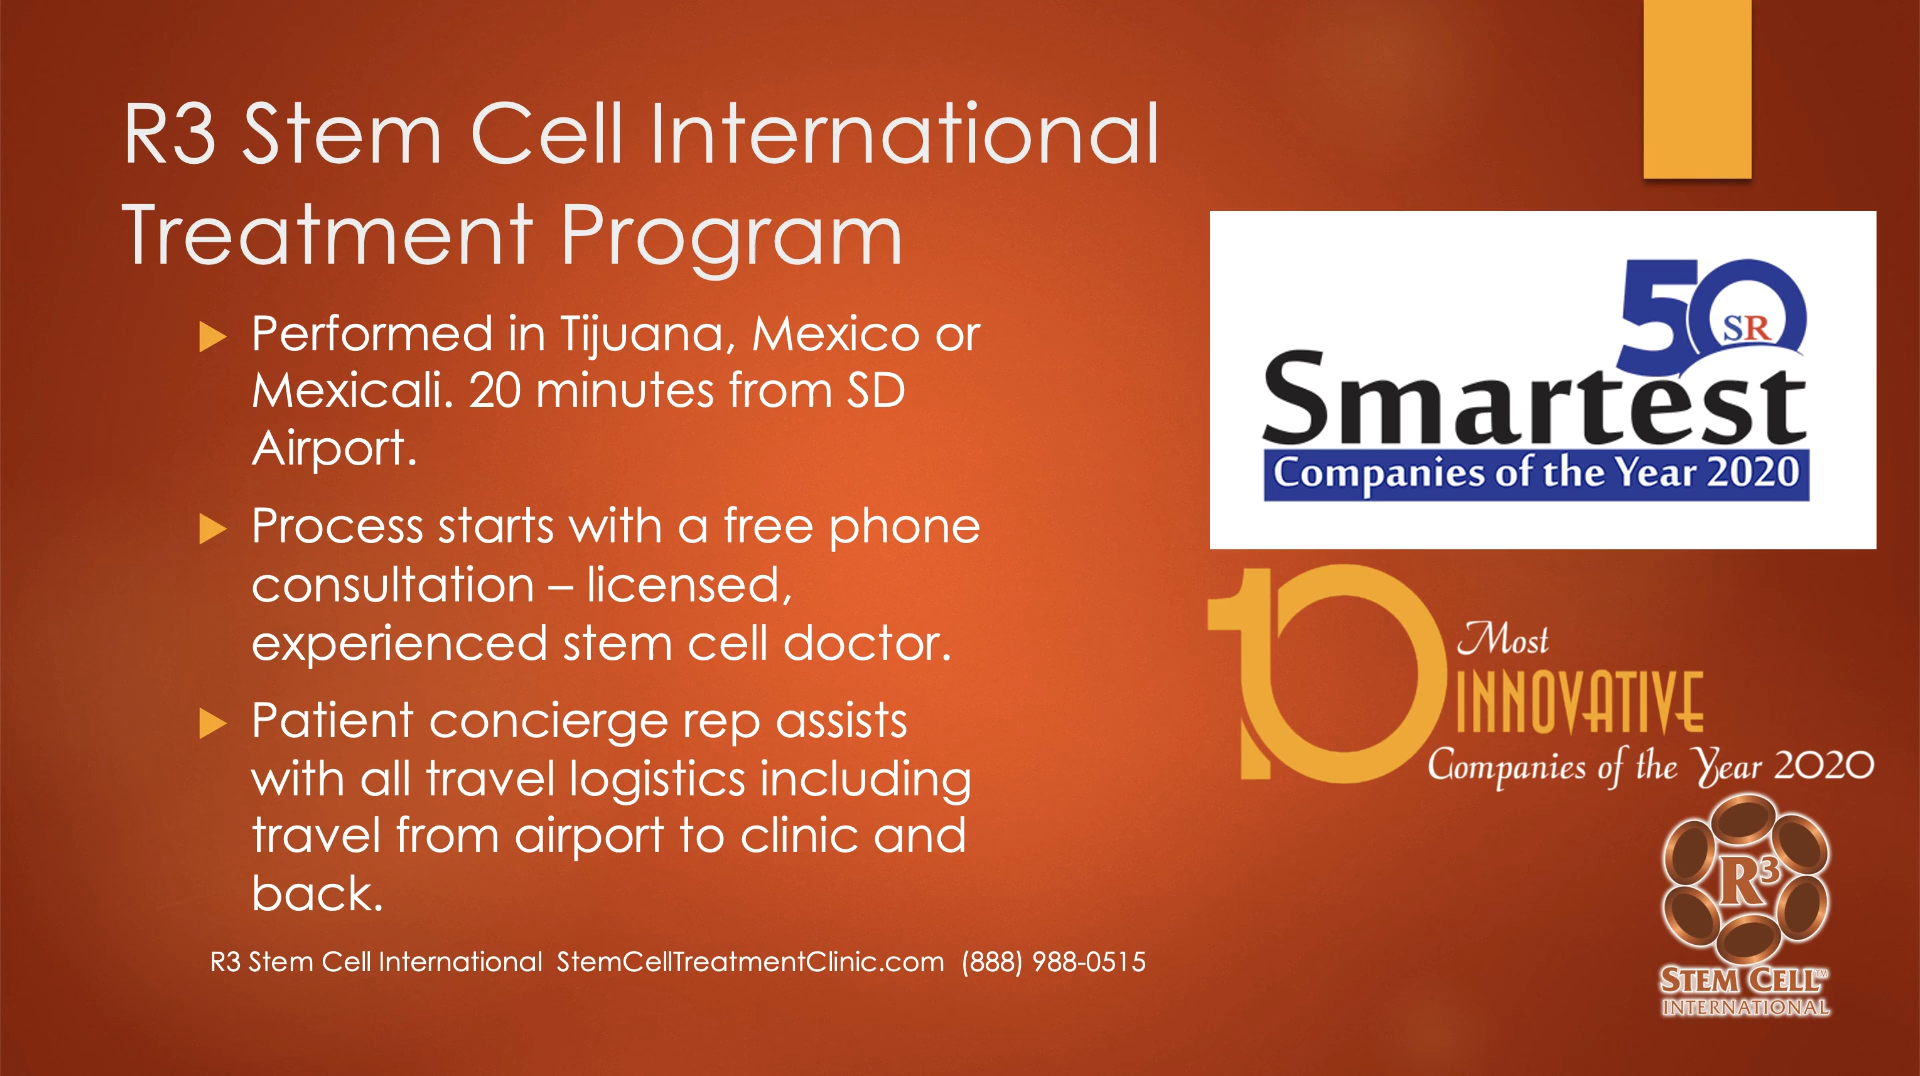 R3 Stem Cell International
Treatment Program
Performed in Tijuana, Mexico or
Mexicali. 20 minutes from SD
Airport.
Process starts with a free phone
consultation – licensed,
experienced stem cell doctor.
Patient concierge rep assists
with all travel logistics including
travel from airport to clinic and
back.
R3 Stem Cell International  StemCellTreatmentClinic.com  (888) 988-0515
50
SR
Smartest
Companies of the Year 2020
10
Most
INNOVATIVE
Companies of the Year 2020
R³
STEM CELL™
INTERNATIONAL